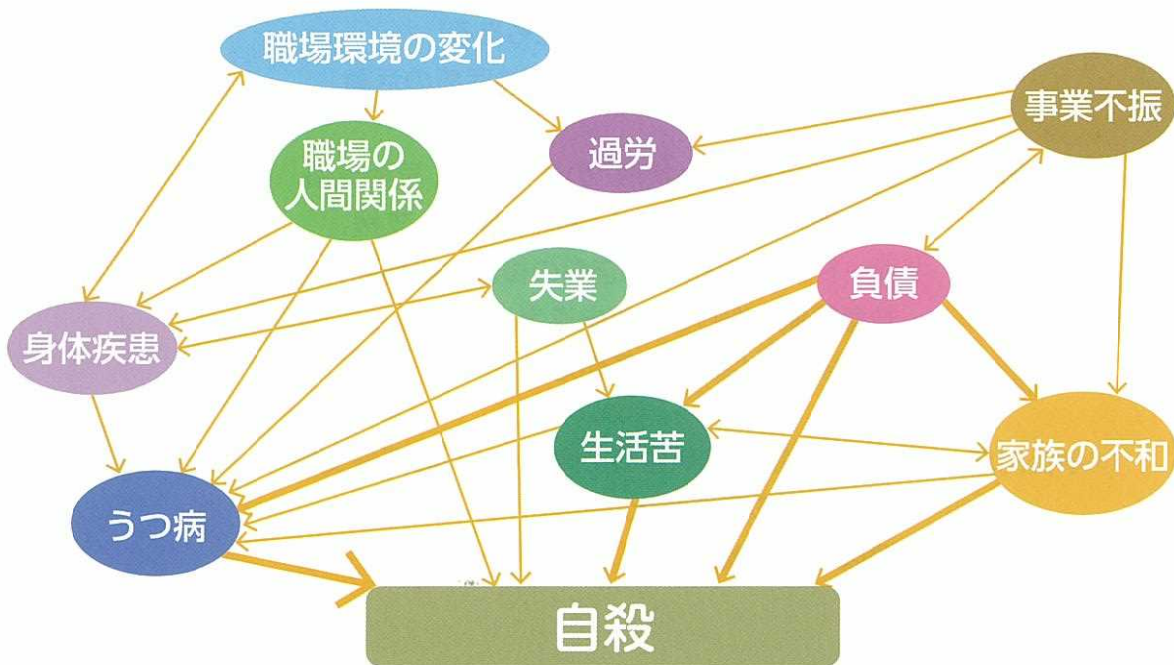 職場環境の変化
事業不振
過労
職場の
人間関係
失業
負債
身体疾患
生活苦
家族の不和
うつ病
自殺